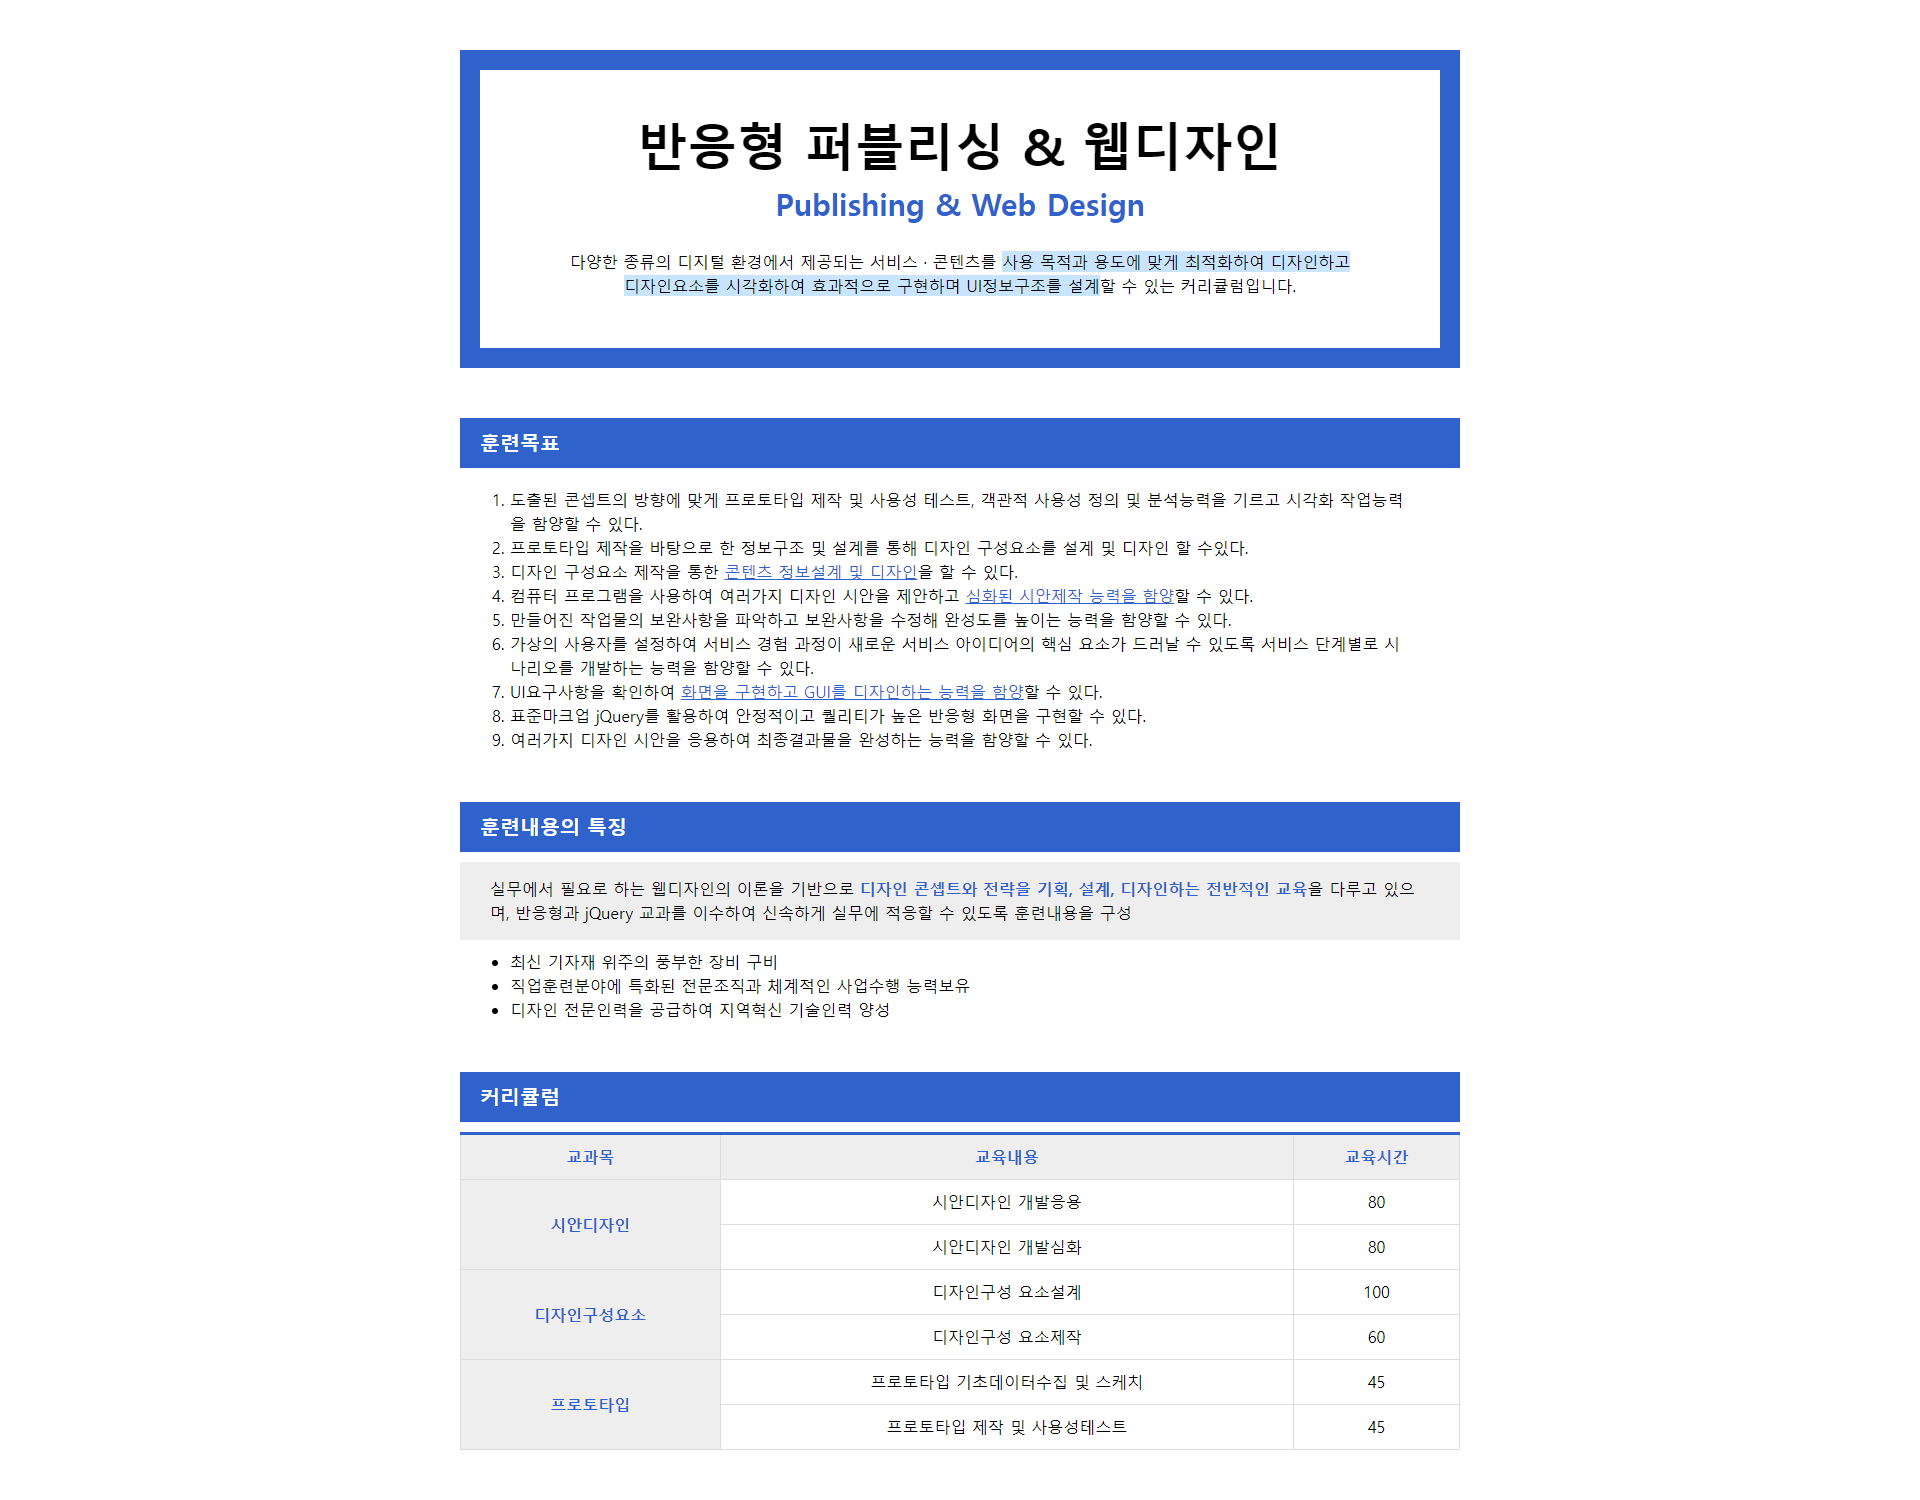 반응형 퍼블리싱 & 웹디자인
Publishing & Web Design
다양한 종류의 디지털 환경에서 제공되는 서비스 · 콘텐츠를 사용 목적과 용도에 맞게 최적화하여 디자인하고
디자인요소를 시각화하여 효과적으로 구현하며 UI정보구조를 설계할 수 있는 커리큘럼입니다.
훈련목표
1. 도출된 콘셉트의 방향에 맞게 프로토타입 제작 및 사용성 테스트, 객관적 사용성 정의 및 분석능력을 기르고 시각화 작업능력
을 함양할 수 있다.
2. 프로토타입 제작을 바탕으로 한 정보구조 및 설계를 통해 디자인 구성요소를 설계 및 디자인 할 수있다.
3. 디자인 구성요소 제작을 통한 콘텐츠 정보설계 및 디자인을 할 수 있다.
4. 컴퓨터 프로그램을 사용하여 여러가지 디자인 시안을 제안하고 심화된 시안제작 능력을 함양할 수 있다.
5. 만들어진 작업물의 보완사항을 파악하고 보완사항을 수정해 완성도를 높이는 능력을 함양할 수 있다.
6. 가상의 사용자를 설정하여 서비스 경험 과정이 새로운 서비스 아이디어의 핵심 요소가 드러날 수 있도록 서비스 단계별로 시
나리오를 개발하는 능력을 함양할 수 있다.
7. UI요구사항을 확인하여 화면을 구현하고 GUI를 디자인하는 능력을 함양할 수 있다.
8. 표준마크업 jQuery를 활용하여 안정적이고 퀄리티가 높은 반응형 화면을 구현할 수 있다.
9. 여러가지 디자인 시안을 응용하여 최종결과물을 완성하는 능력을 함양할 수 있다.
훈련내용의 특징
실무에서 필요로 하는 웹디자인의 이론을 기반으로 디자인 콘셉트와 전략을 기획, 설계, 디자인하는 전반적인 교육을 다루고 있으
며, 반응형과 jQuery 교과를 이수하여 신속하게 실무에 적응할 수 있도록 훈련내용을 구성
• 최신 기자재 위주의 풍부한 장비 구비
• 직업훈련분야에 특화된 전문조직과 체계적인 사업수행 능력보유
• 디자인 전문인력을 공급하여 지역혁신 기술인력 양성
커리큘럼
교과목 교육내용 교육시간
시안디자인 시안디자인 개발응용 80
시안디자인 개발심화 80
디자인구성요소 디자인구성 요소설계 100
디자인구성 요소제작 60
프로토타입 프로토타입 기초데이터수집 및 스케치 45
프로토타입 제작 및 사용성테스트 45